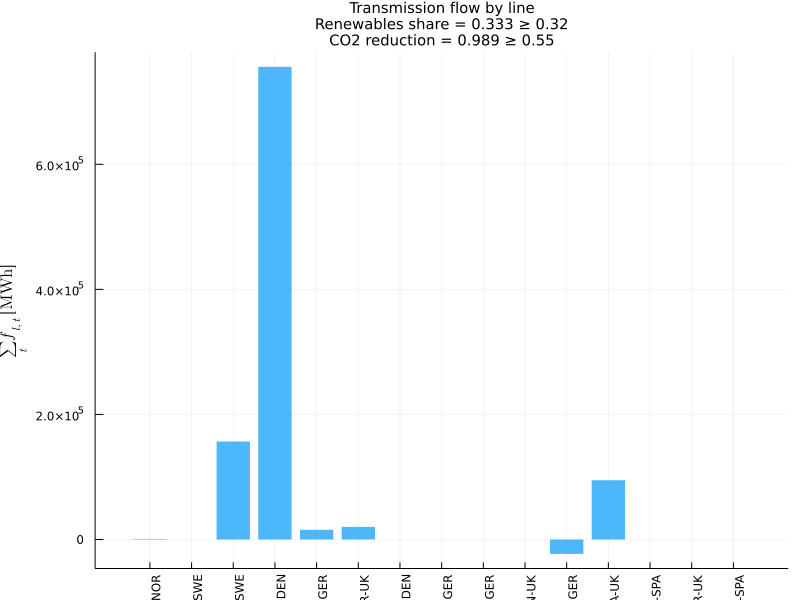 Transmission flow by line
Renewables share = 0.333 ≥ 0.32
CO2 reduction = 0.989 ≥ 0.55
6.0×10⁵
4.0×10⁵
2.0×10⁵
0
∑ₜ f_{l,t} [MWh]
NOR
SWE
SWE
DEN
GER
R-UK
DEN
GER
GER
N-UK
GER
A-UK
-SPA
R-UK
-SPA